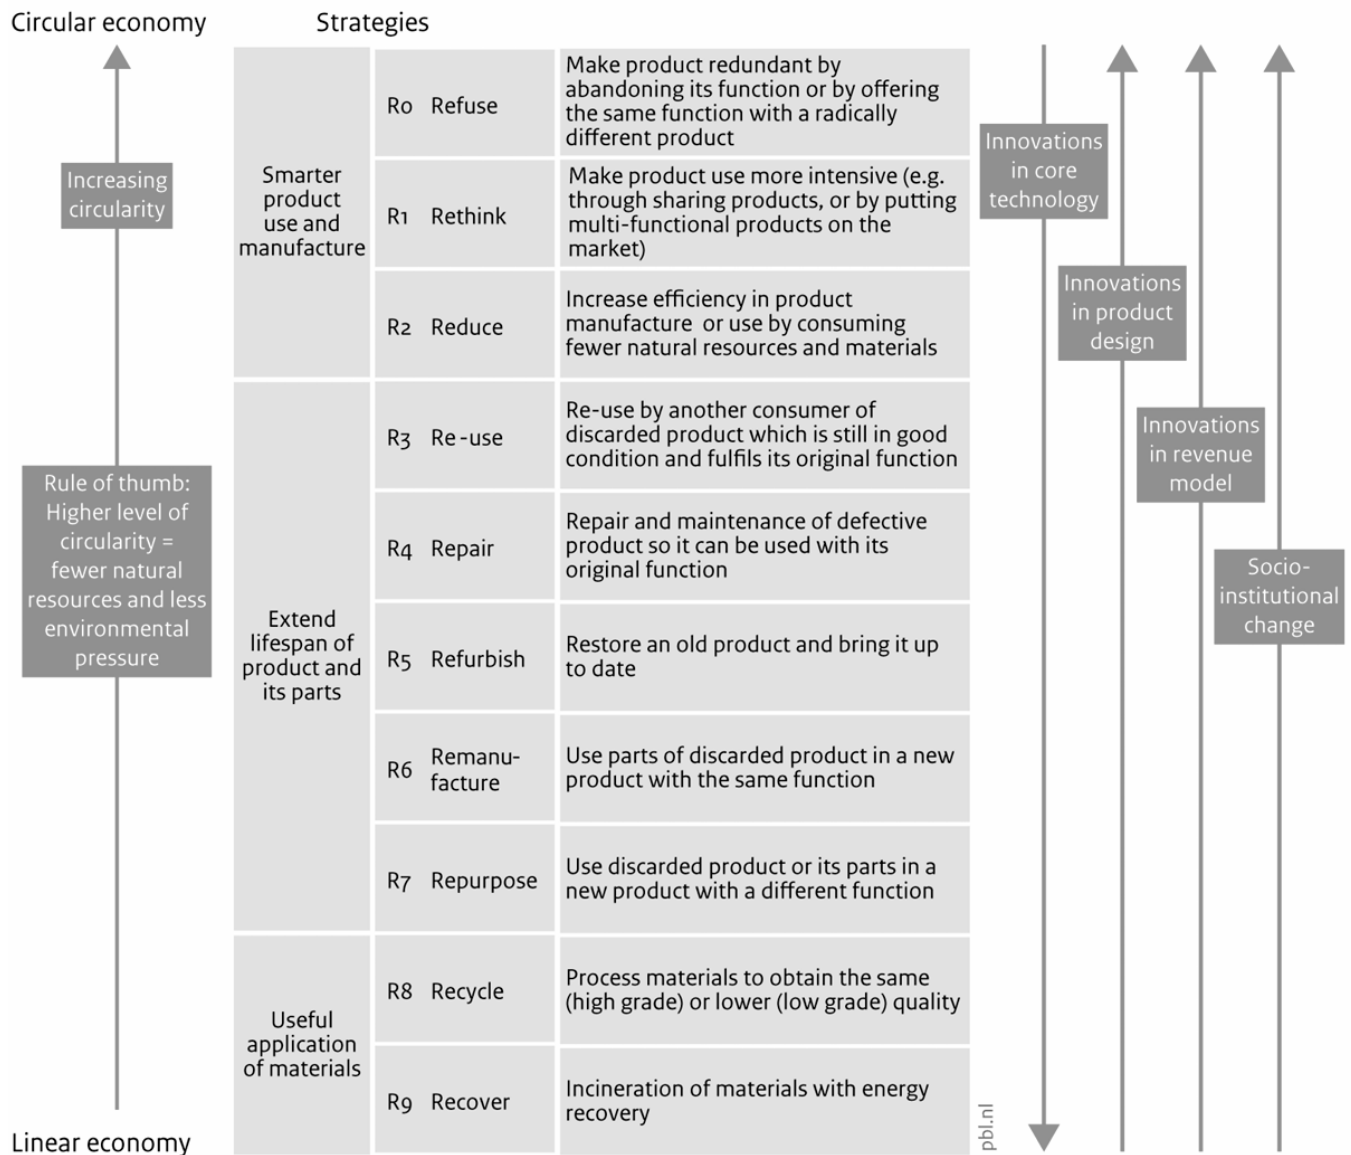 Circular economy
Strategies
Increasing
circularity
Rule of thumb:
Higher level of
circularity =
fewer natural
resources and less
environmental
pressure
Linear economy
Smarter
product
use and
manufacture
R0 Refuse
Make product redundant by
abandoning its function or by offering
the same function with a radically
different product
R1 Rethink
Make product use more intensive (e.g.
through sharing products, or by putting
multi-functional products on the
market)
R2 Reduce
Increase efficiency in product
manufacture or use by consuming
fewer natural resources and materials
Extend
lifespan of
product and
its parts
R3 Re-use
Re-use by another consumer of
discarded product which is still in good
condition and fulfils its original function
R4 Repair
Repair and maintenance of defective
product so it can be used with its
original function
R5 Refurbish
Restore an old product and bring it up
to date
R6 Remanu-
facture
Use parts of discarded product in a new
product with the same function
R7 Repurpose
Use discarded product or its parts in a
new product with a different function
Useful
application
of materials
R8 Recycle
Process materials to obtain the same
(high grade) or lower (low grade) quality
R9 Recover
Incineration of materials with energy
recovery
pbl.nl
Innovations
in core
technology
Innovations
in product
design
Innovations
in revenue
model
Socio-
institutional
change